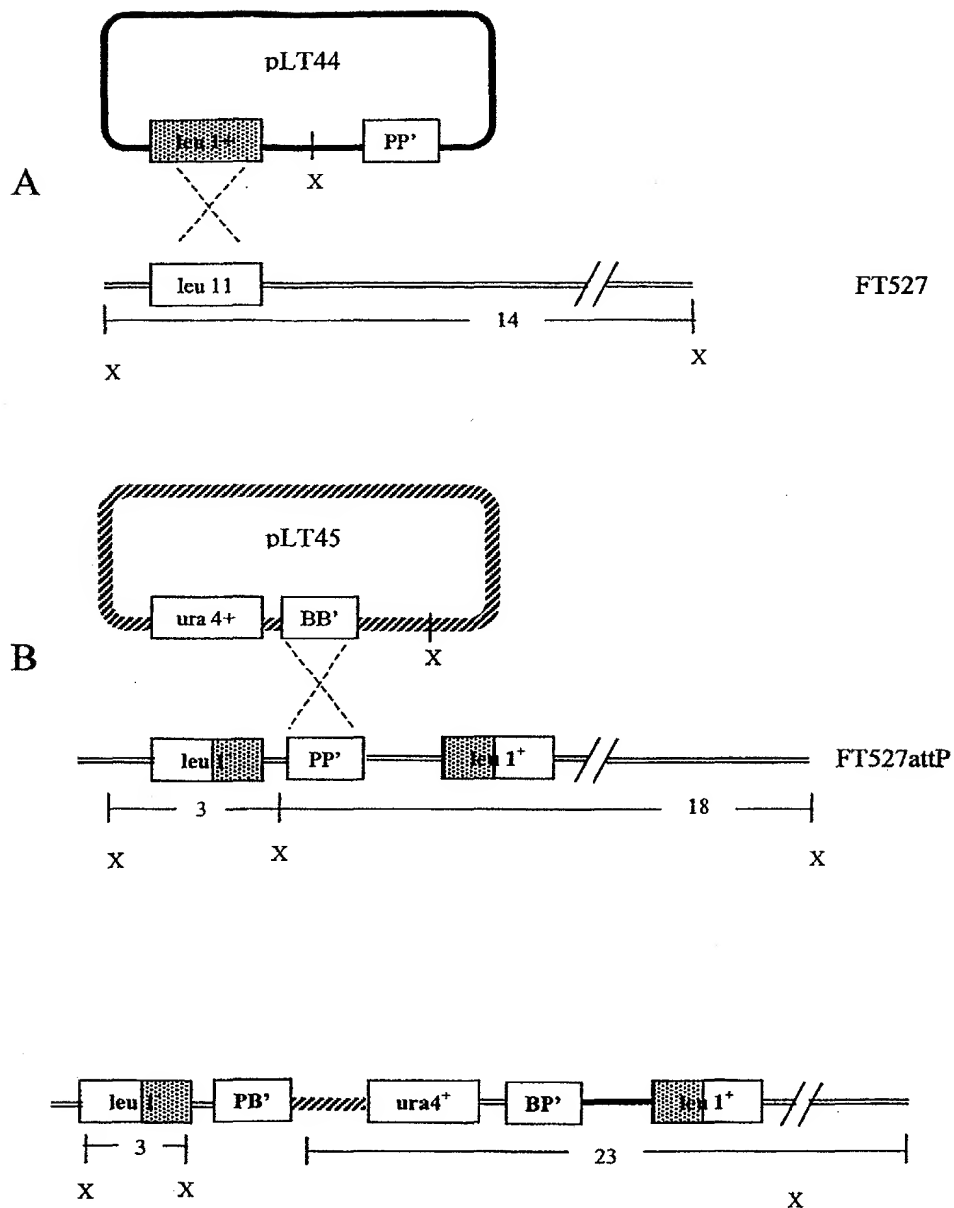 pLT44
leu 1+ PP'
X
A
leu 11
FT527
14
X X
pLT45
ura 4+ BB'
X
B
leu 1 PP' leu 1+ FT527attP
3 18
X X X
leu 1 PB' ura4+ BP' leu 1+
3 23
X X X